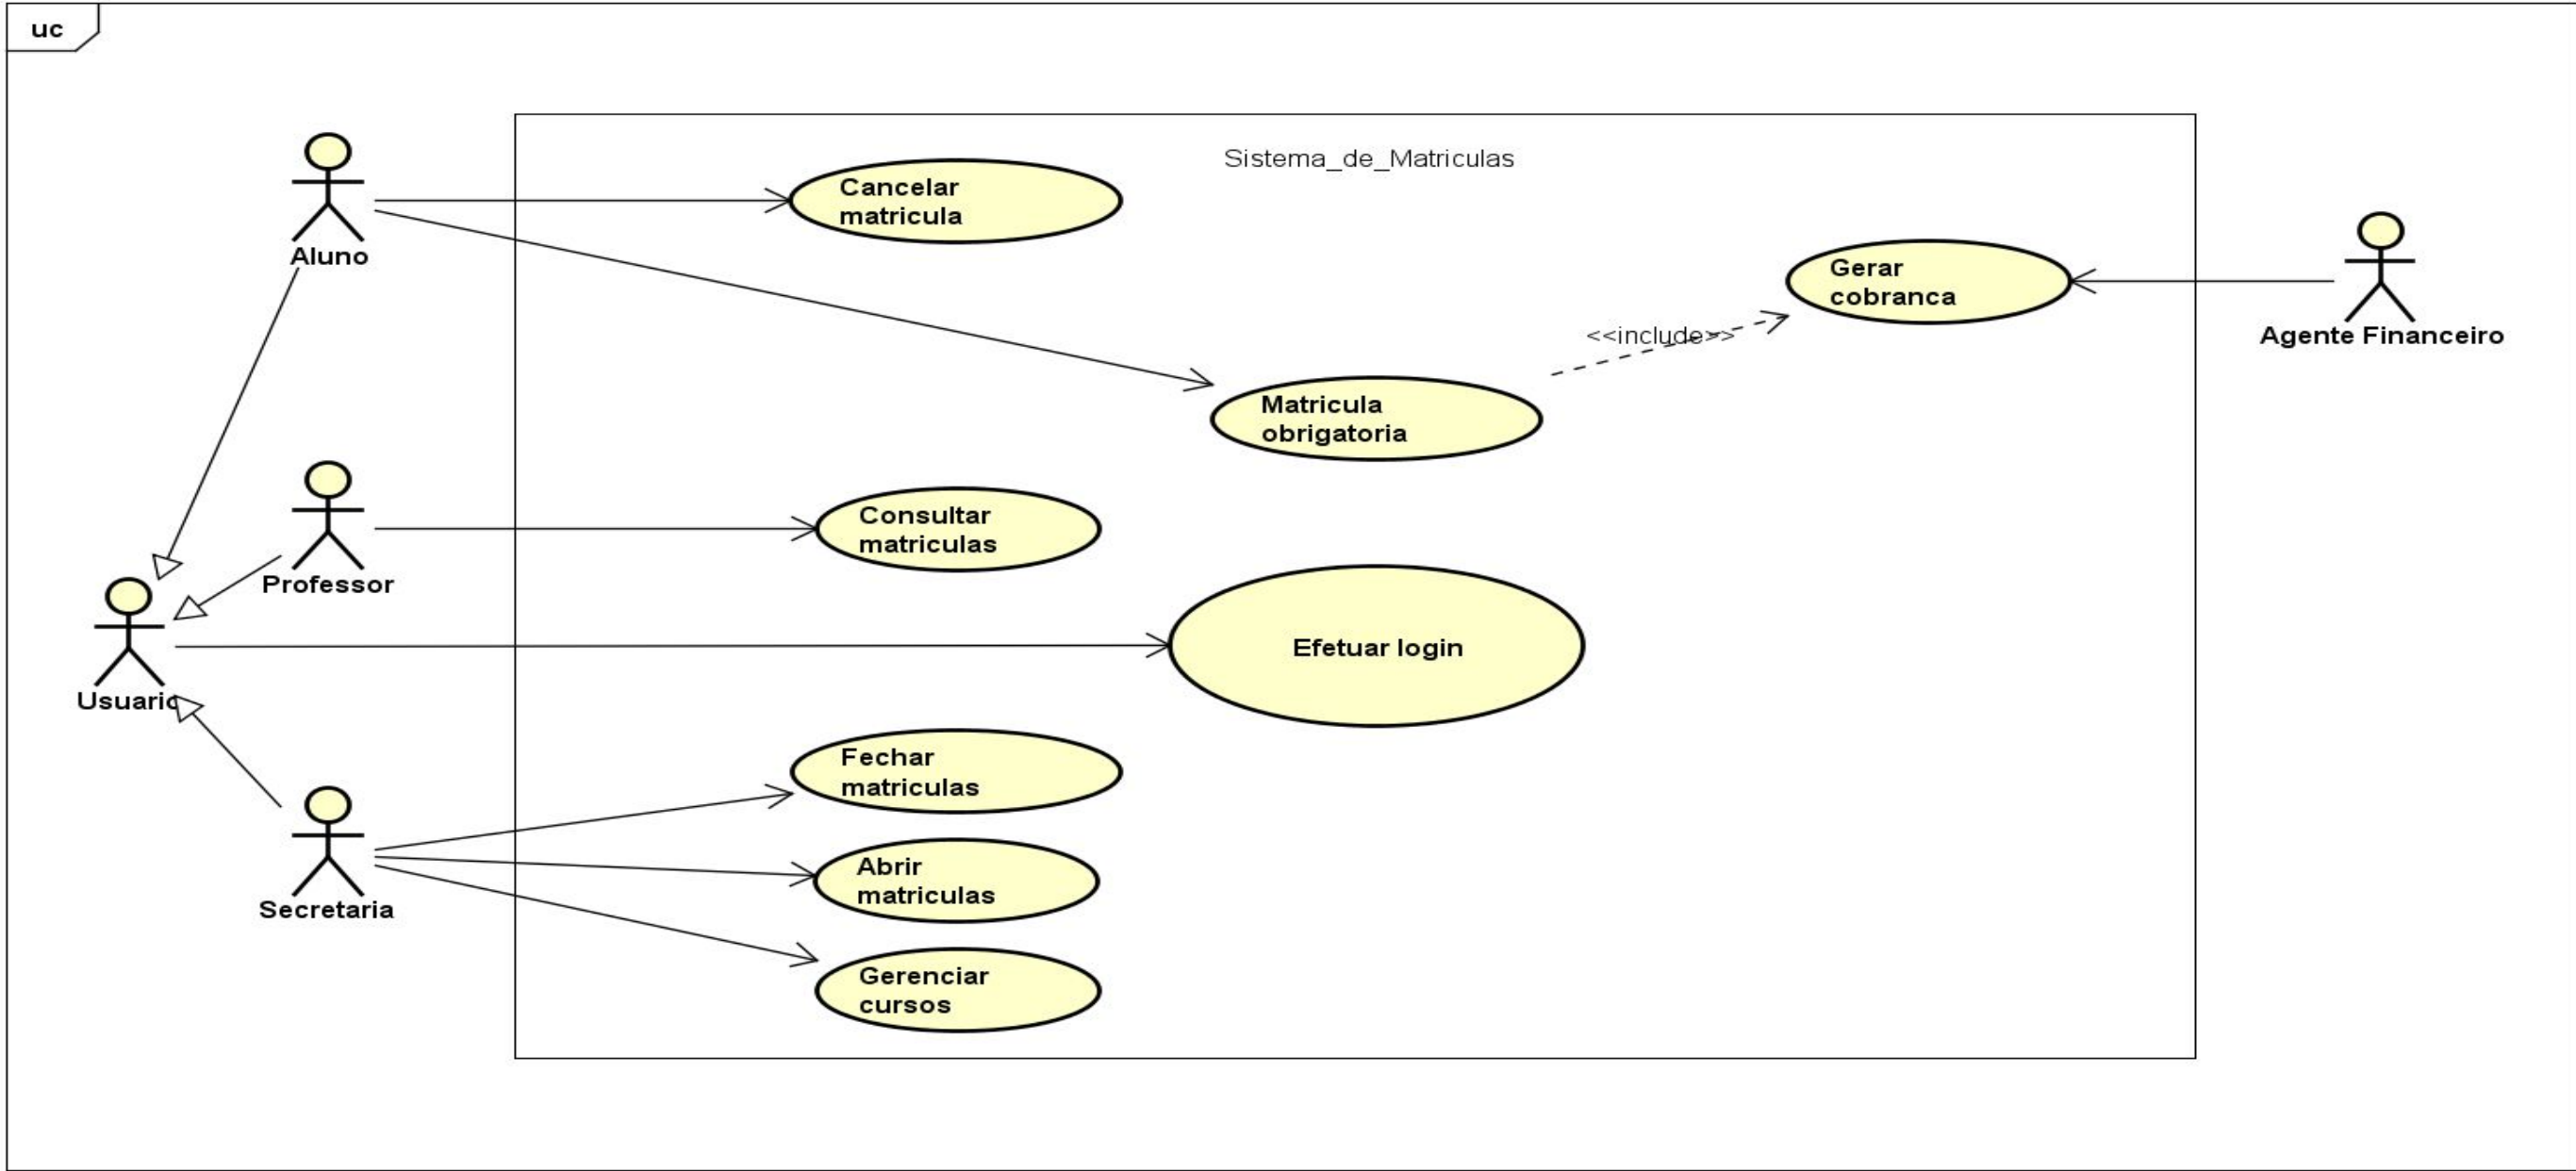 uc
Sistema_de_Matriculas
Cancelar
matricula
Aluno
Gerar
cobranca
<<include>>
Agente Financeiro
Matricula
obrigatoria
Professor
Consultar
matriculas
Usuario
Efetuar login
Fechar
matriculas
Secretaria
Abrir
matriculas
Gerenciar
cursos